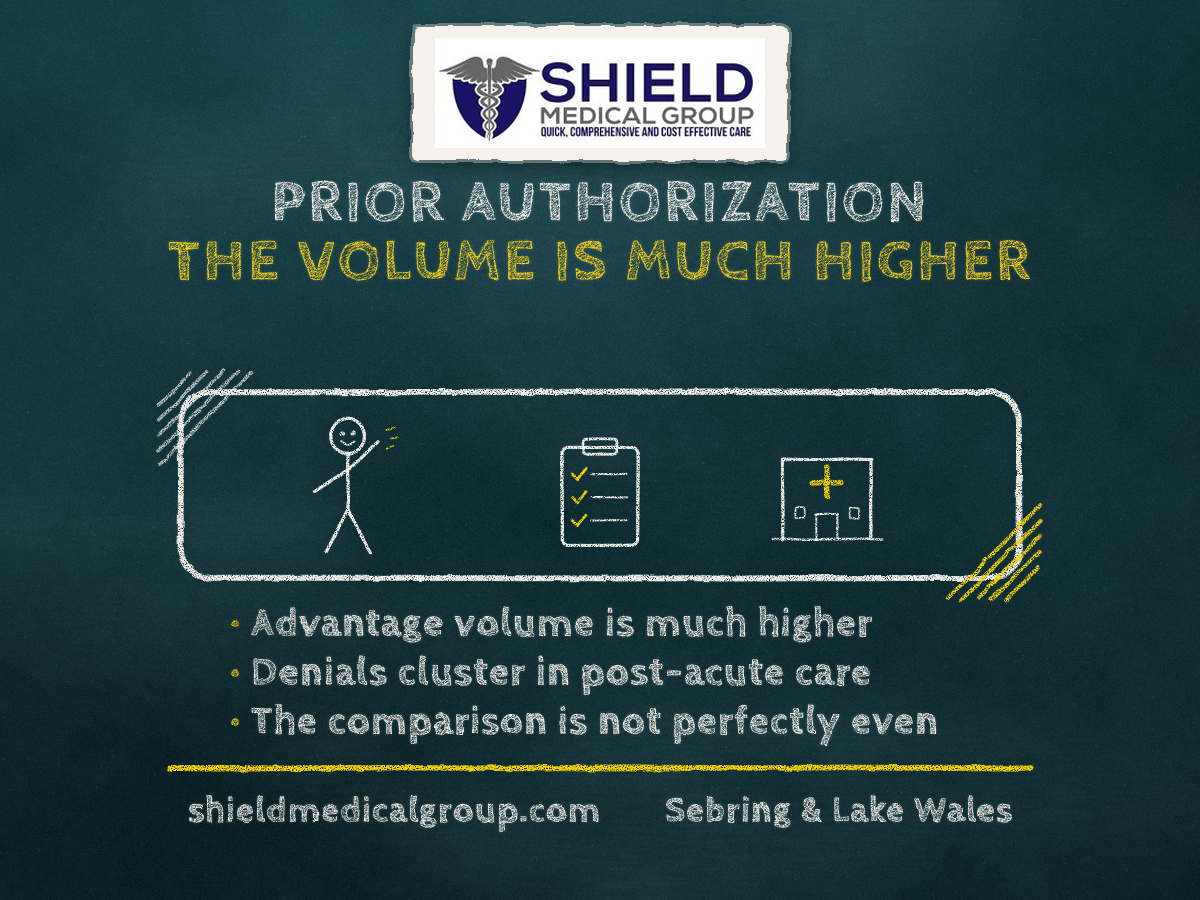 SHIELD
MEDICAL GROUP
QUICK, COMPREHENSIVE AND COST EFFECTIVE CARE
PRIOR AUTHORIZATION
THE VOLUME IS MUCH HIGHER
• Advantage volume is much higher
• Denials cluster in post-acute care
• The comparison is not perfectly even
shieldmedicalgroup.com Sebring & Lake Wales